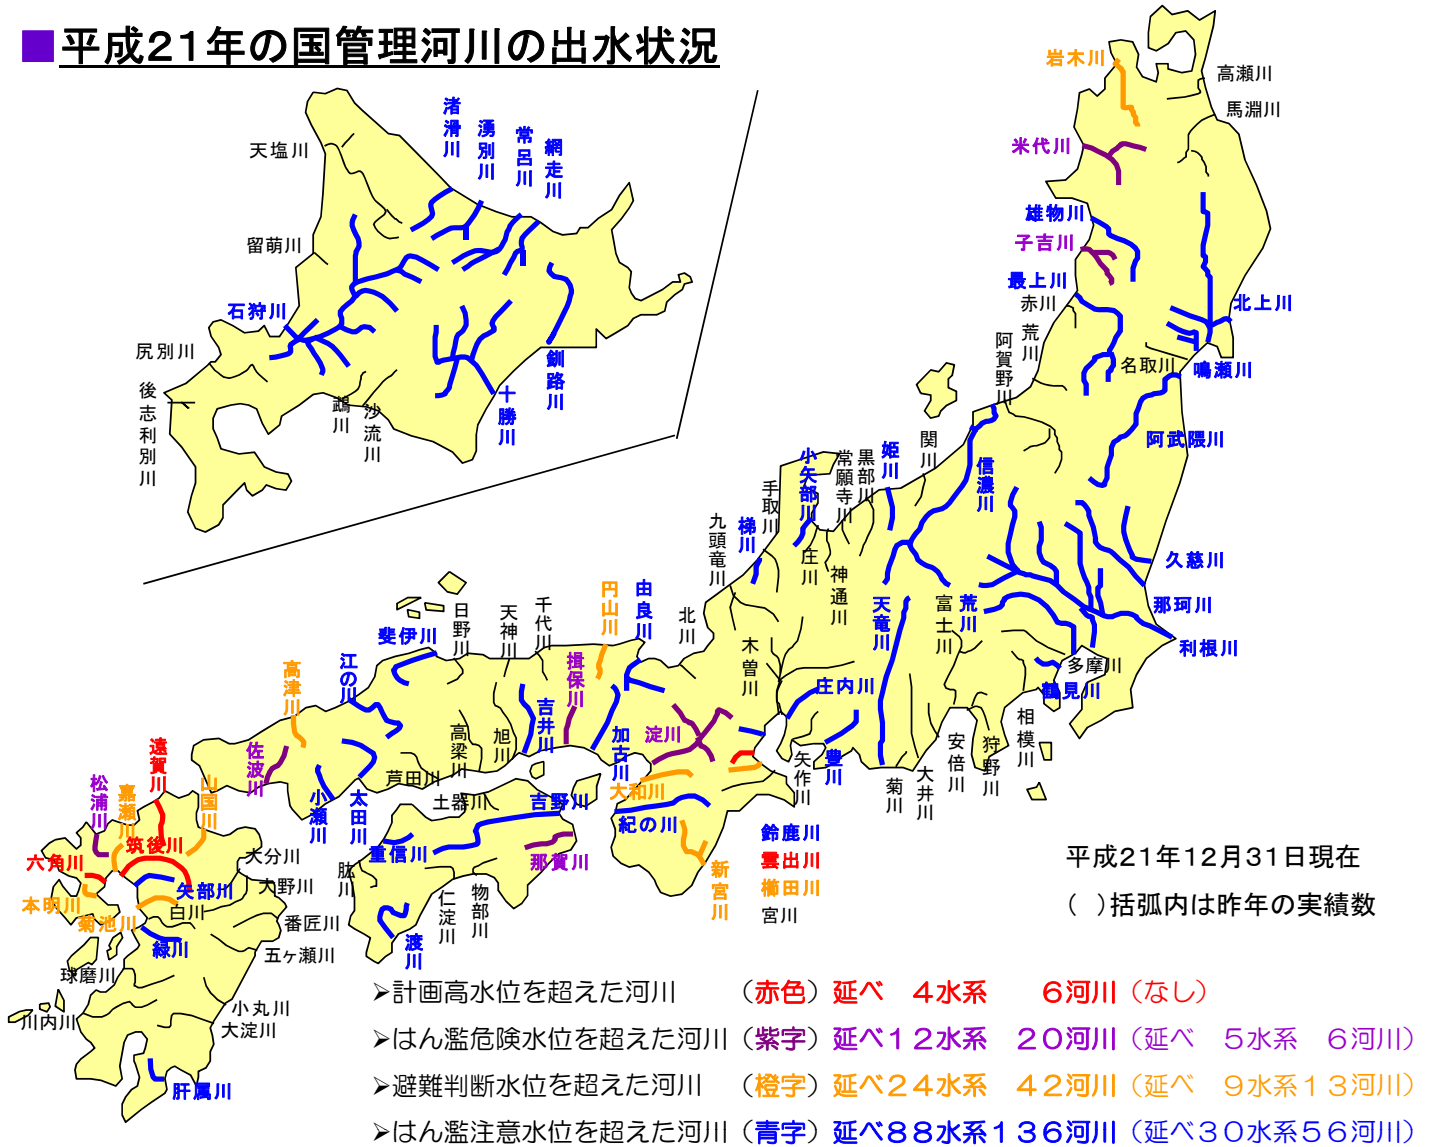 ■平成21年の国管理河川の出水状況
渚滑川
湧別川
常呂川
網走川
天塩川
留萌川
石狩川
尻別川
後志利別川
鵡川
沙流川
十勝川
釧路川
岩木川
高瀬川
馬淵川
米代川
雄物川
子吉川
最上川
赤川
荒川
阿賀野川
北上川
名取川
鳴瀬川
阿武隈川
関川
姫川
黒部川
常願寺川
小矢部川
手取川
梯川
九頭竜川
信濃川
庄川
神通川
久慈川
那珂川
利根川
荒川
富士川
天竜川
多摩川
鶴見川
相模川
狩野川
安倍川
大井川
菊川
豊川
矢作川
庄内川
木曽川
北川
由良川
円山川
千代川
天神川
日野川
斐伊川
江の川
高津川
佐波川
小瀬川
太田川
芦田川
高梁川
旭川
吉井川
揖保川
加古川
淀川
大和川
紀の川
新宮川
鈴鹿川
雲出川
櫛田川
宮川
土器川
吉野川
那賀川
重信川
肱川
仁淀川
物部川
渡川
遠賀川
山国川
松浦川
嘉瀬川
筑後川
六角川
矢部川
本明川
菊池川
白川
緑川
大分川
大野川
番匠川
五ヶ瀬川
球磨川
小丸川
大淀川
川内川
肝属川
平成21年12月31日現在
（ ）括弧内は昨年の実績数
➢計画高水位を超えた河川 （赤色）延べ 4水系 6河川（なし）
➢はん濫危険水位を超えた河川（紫字）延べ12水系 20河川（延べ 5水系 6河川）
➢避難判断水位を超えた河川 （橙字）延べ24水系 42河川（延べ 9水系13河川）
➢はん濫注意水位を超えた河川（青字）延べ88水系136河川（延べ30水系56河川）